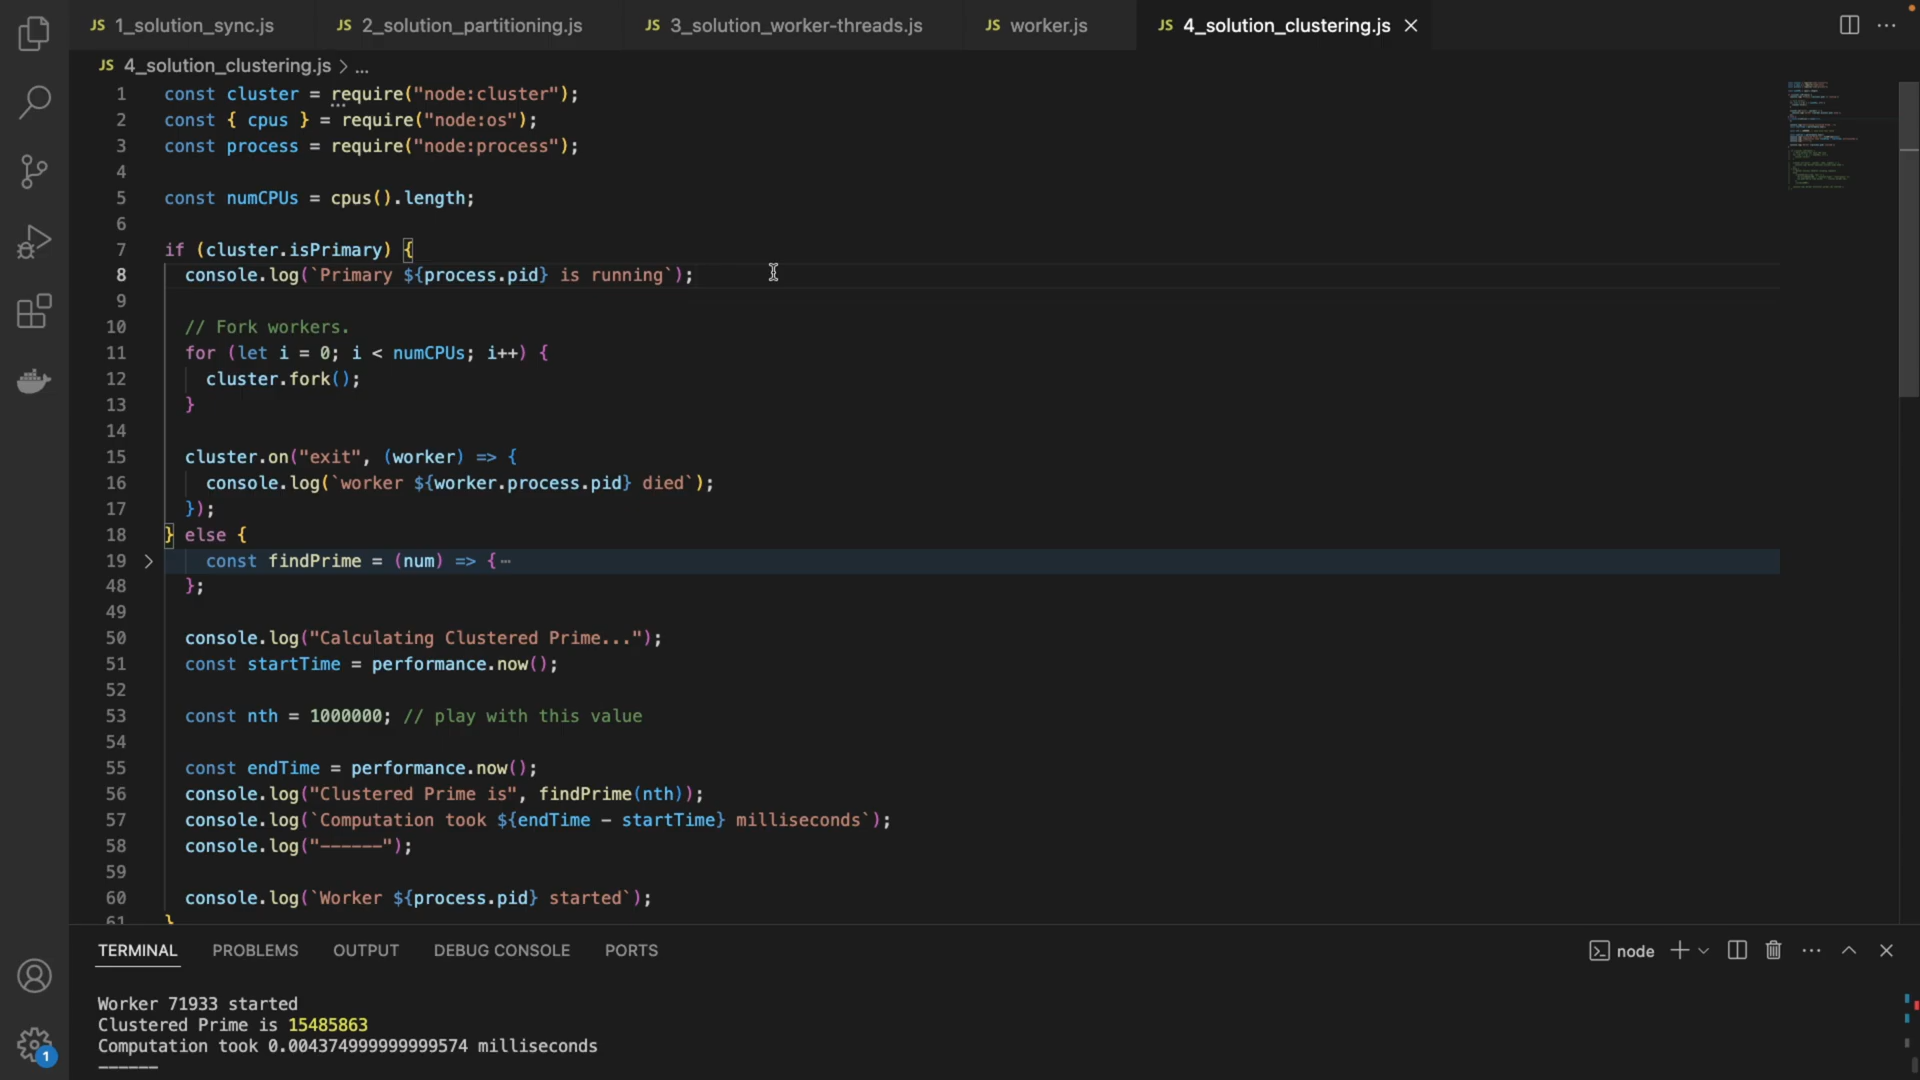 JS 1_solution_sync.js
JS 2_solution_partitioning.js
JS 3_solution_worker-threads.js
JS worker.js
JS 4_solution_clustering.js
JS 4_solution_clustering.js > ...
1 const cluster = require("node:cluster");
2 const { cpus } = require("node:os");
3 const process = require("node:process");
4
5 const numCPUs = cpus().length;
6
7 if (cluster.isPrimary) {
8 console.log(`Primary ${process.pid} is running`);
9
10 // Fork workers.
11 for (let i = 0; i < numCPUs; i++) {
12 cluster.fork();
13 }
14
15 cluster.on("exit", (worker) => {
16 console.log(`worker ${worker.process.pid} died`);
17 });
18 } else {
19 const findPrime = (num) => {⋯
48 };
49
50 console.log("Calculating Clustered Prime...");
51 const startTime = performance.now();
52
53 const nth = 1000000; // play with this value
54
55 const endTime = performance.now();
56 console.log("Clustered Prime is", findPrime(nth));
57 console.log(`Computation took ${endTime - startTime} milliseconds`);
58 console.log("------");
59
60 console.log(`Worker ${process.pid} started`);
61 }
TERMINAL PROBLEMS OUTPUT DEBUG CONSOLE PORTS
node
Worker 71933 started
Clustered Prime is 15485863
Computation took 0.004374999999999574 milliseconds
------
1